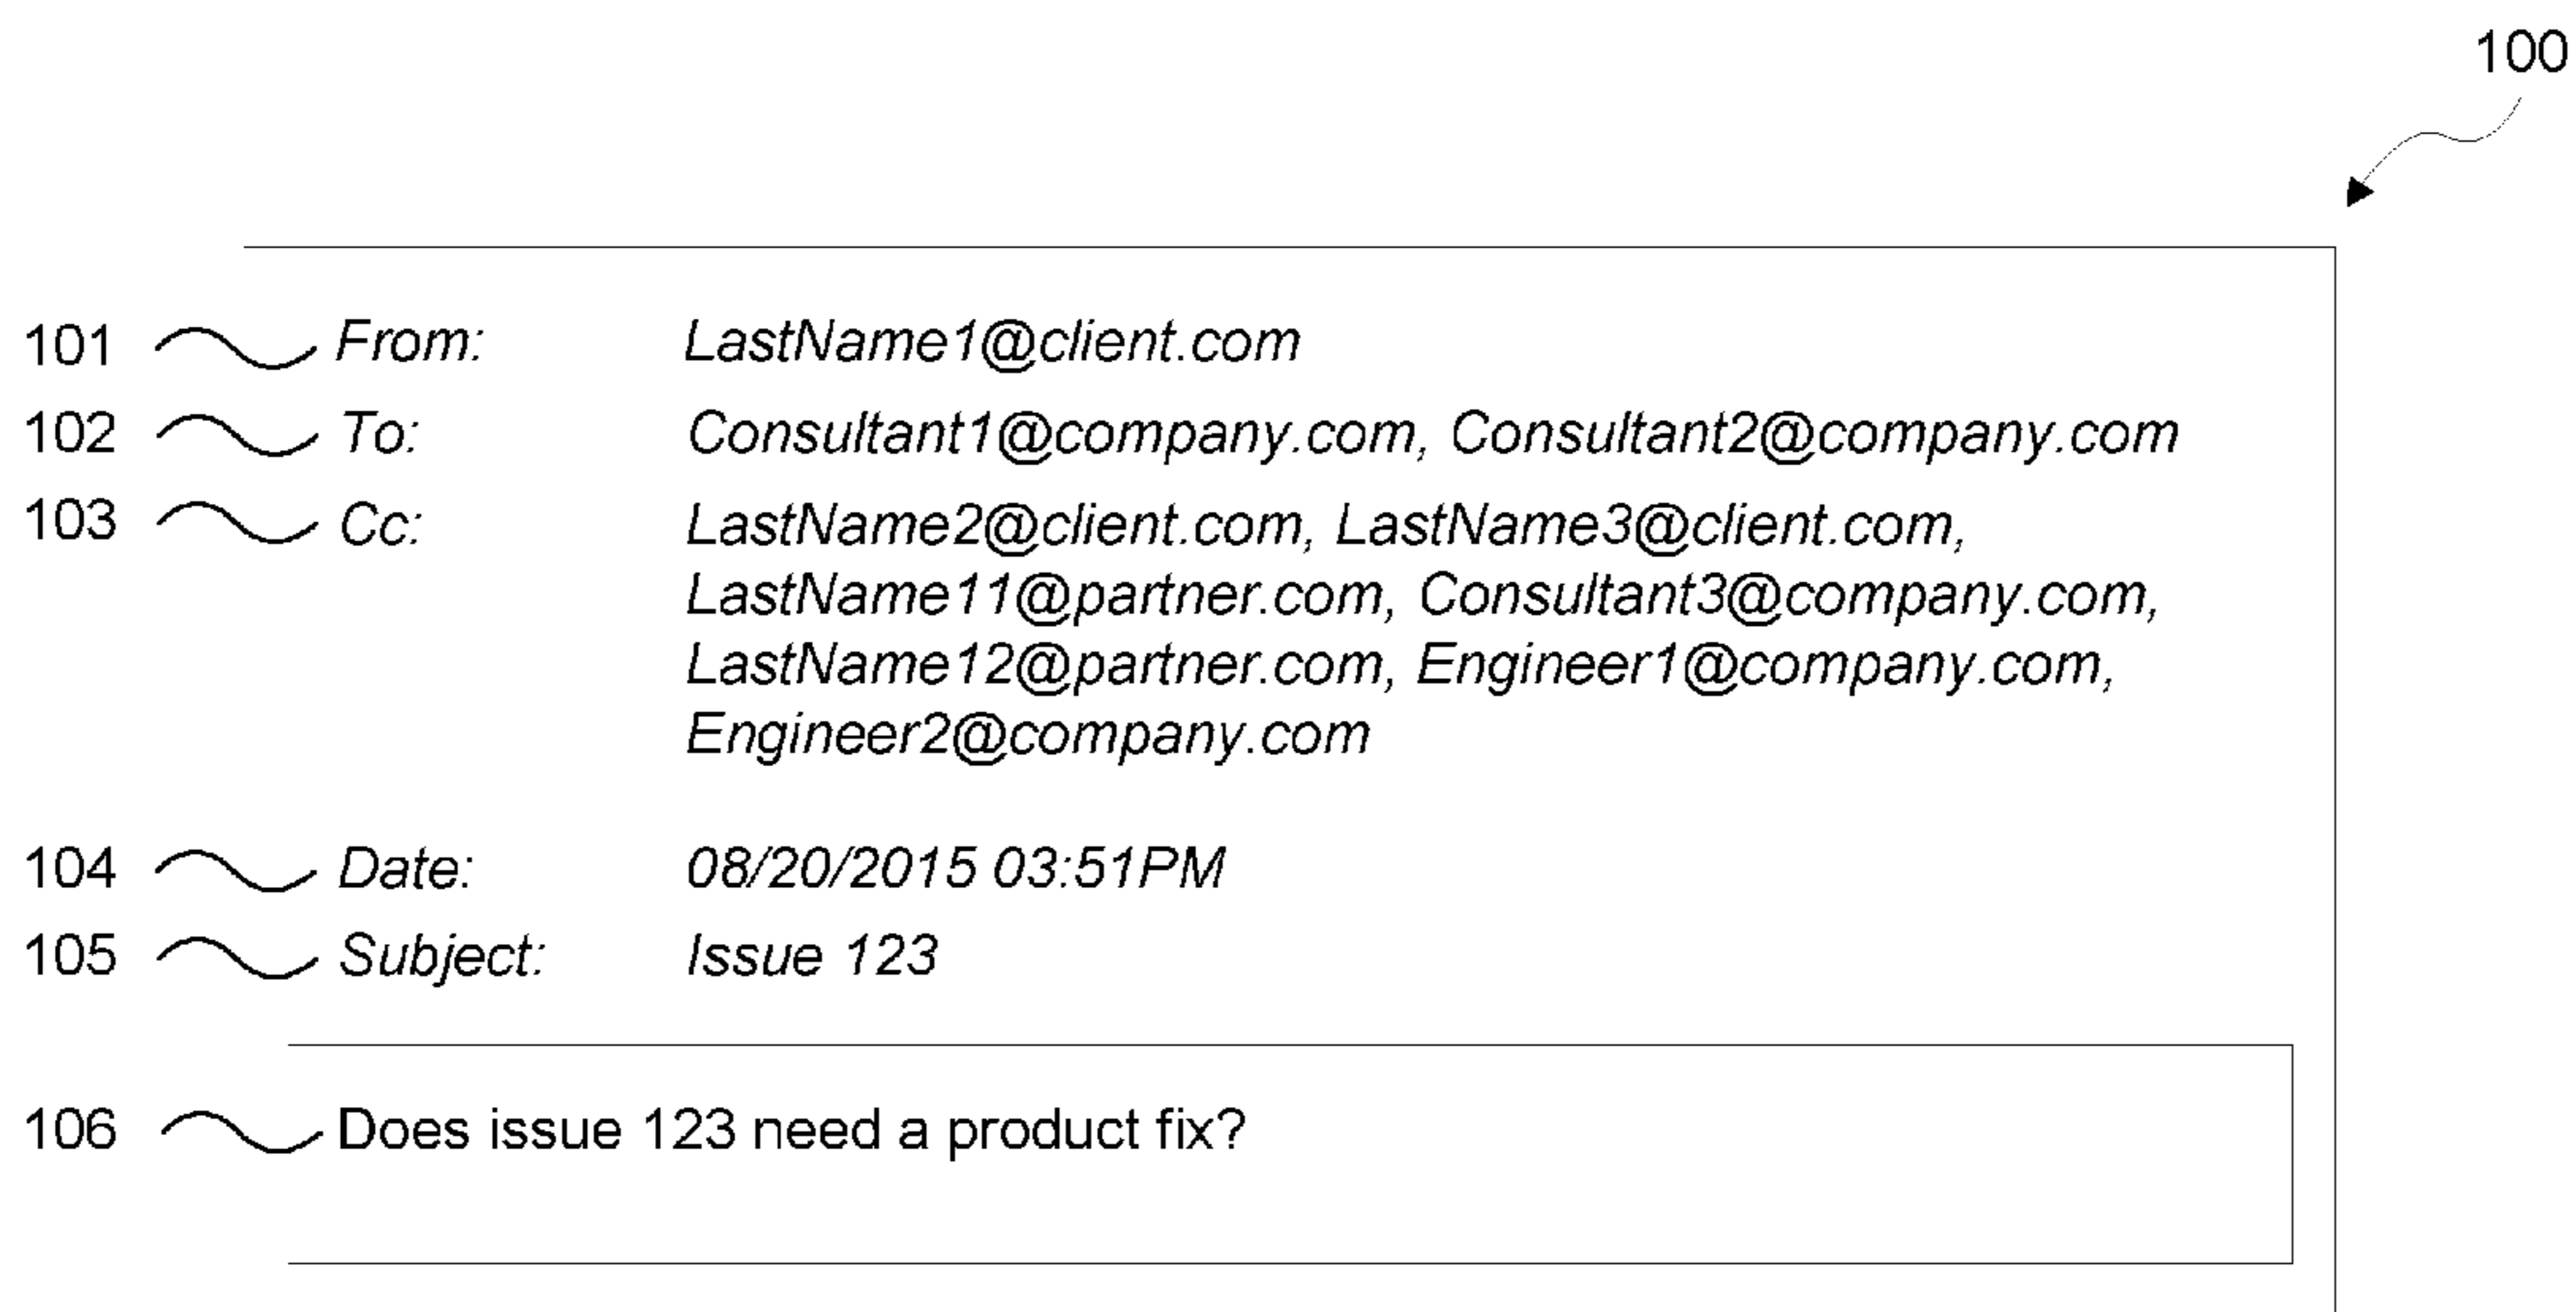 100
101 From: LastName1@client.com
102 To: Consultant1@company.com, Consultant2@company.com
103 Cc: LastName2@client.com, LastName3@client.com,
LastName11@partner.com, Consultant3@company.com,
LastName12@partner.com, Engineer1@company.com,
Engineer2@company.com
104 Date: 08/20/2015 03:51PM
105 Subject: Issue 123
106 Does issue 123 need a product fix?